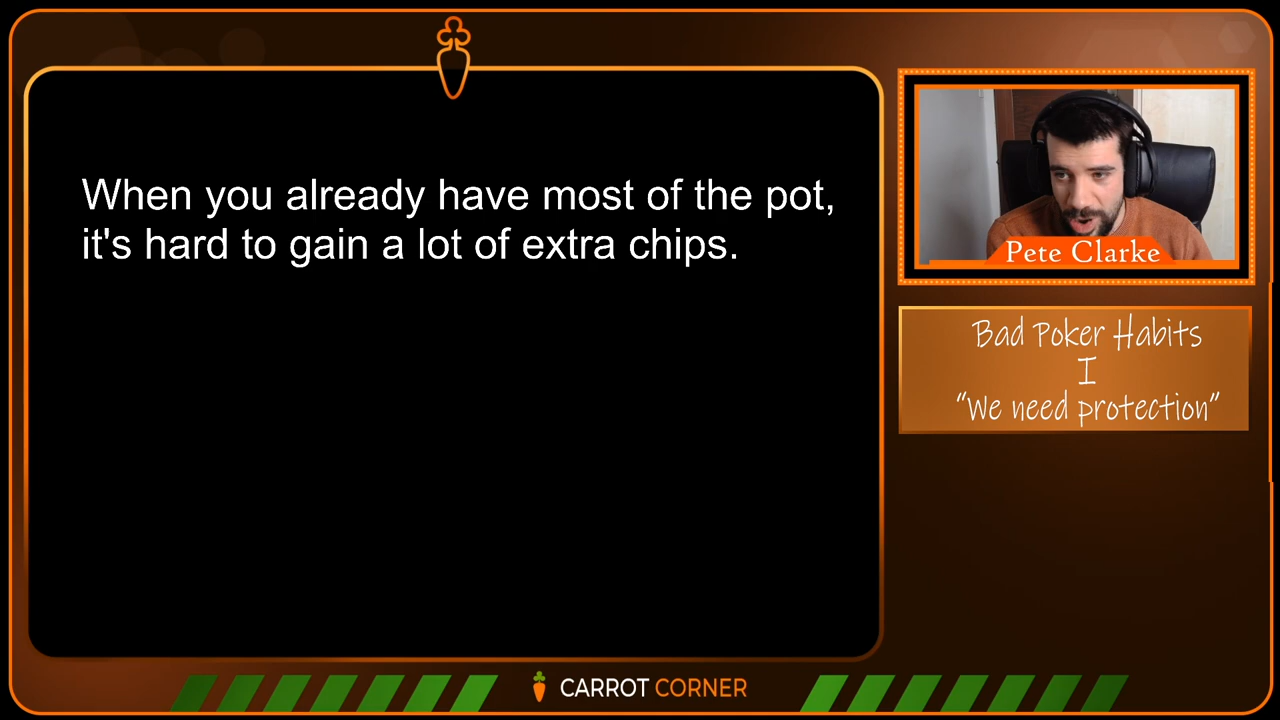 When you already have most of the pot,
it's hard to gain a lot of extra chips.
Pete Clarke
Bad Poker Habits
I
“We need protection”
CARROT CORNER